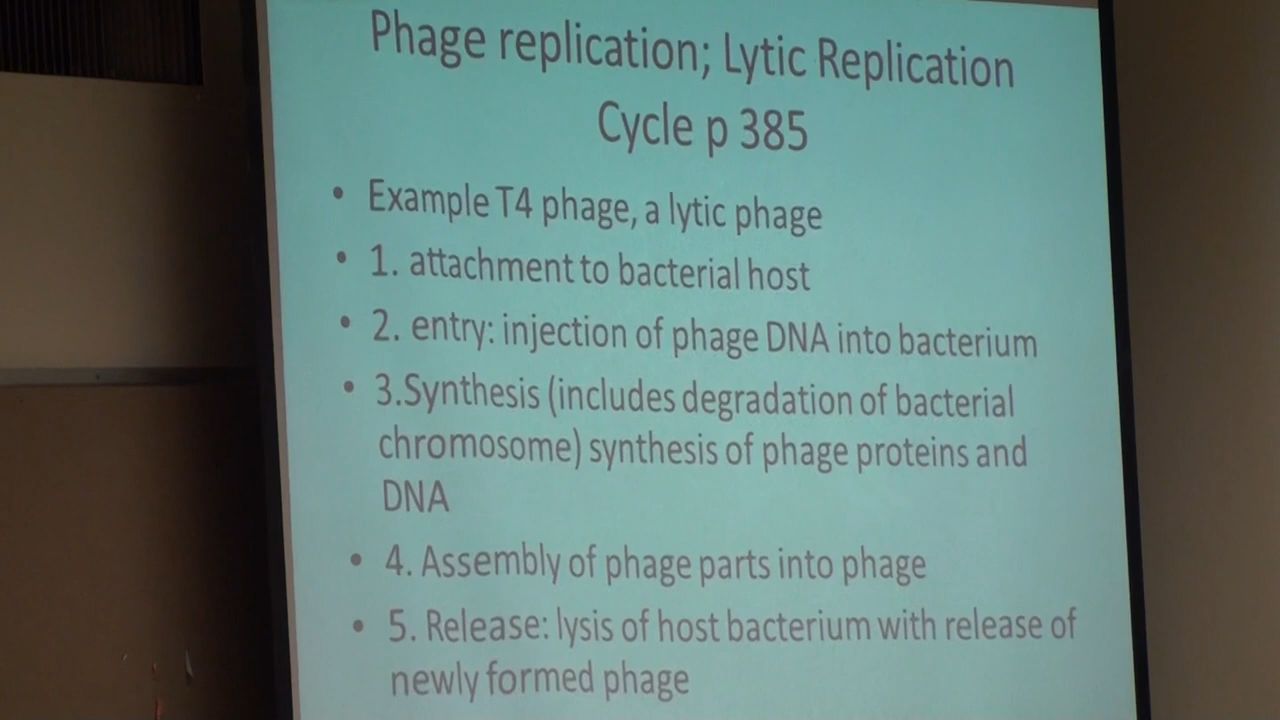 Phage replication; Lytic Replication
Cycle p 385
• Example T4 phage, a lytic phage
• 1. attachment to bacterial host
• 2. entry: injection of phage DNA into bacterium
• 3.Synthesis (includes degradation of bacterial
chromosome) synthesis of phage proteins and
DNA
• 4. Assembly of phage parts into phage
• 5. Release: lysis of host bacterium with release of
newly formed phage